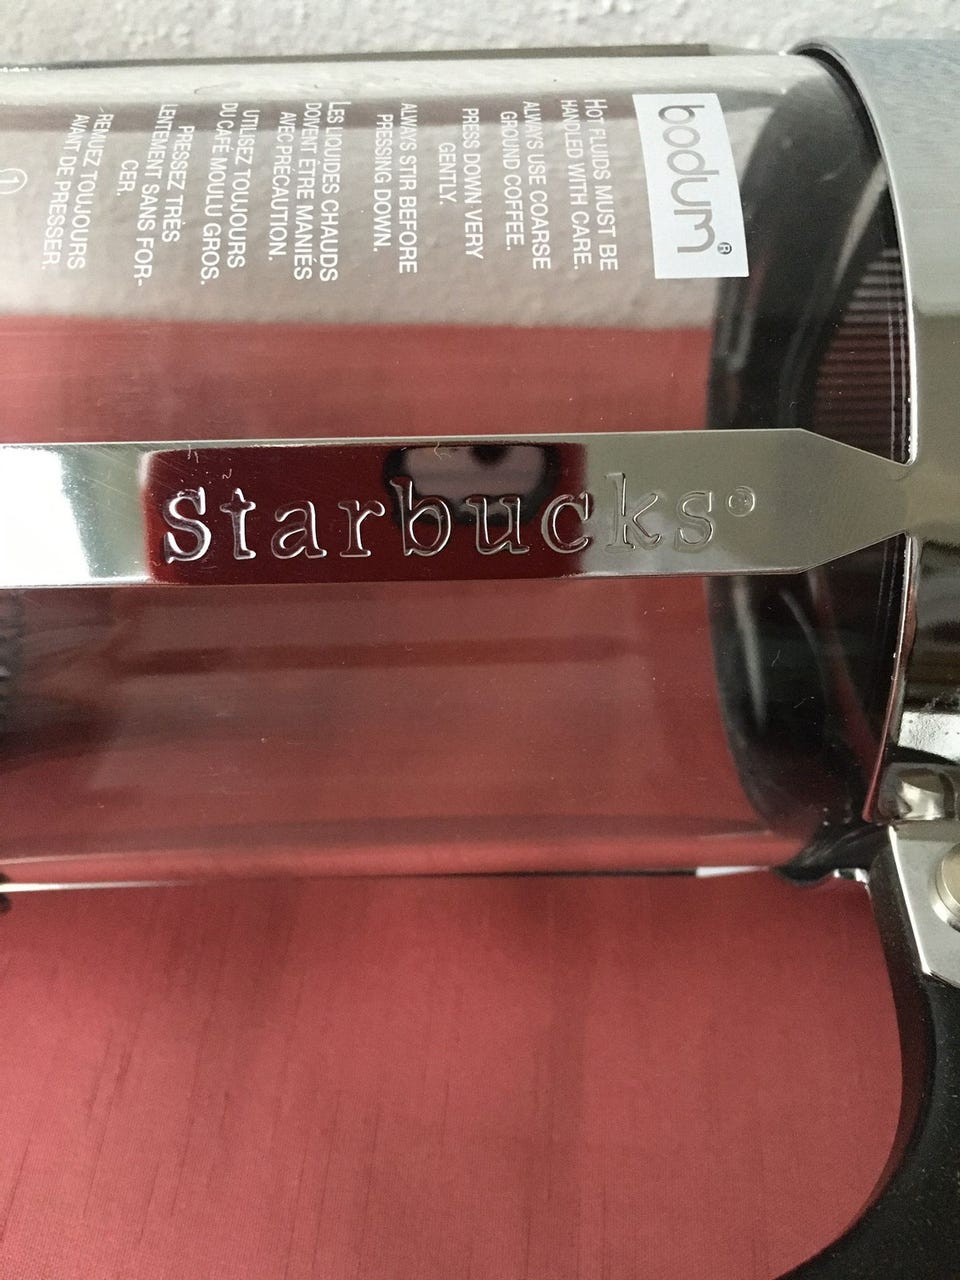 bodum®
HOT FLUIDS MUST BE
HANDLED WITH CARE.
ALWAYS USE COARSE
GROUND COFFEE.
PRESS DOWN VERY
GENTLY.
ALWAYS STIR BEFORE
PRESSING DOWN.
LES LIQUIDES CHAUDS
DOIVENT ÊTRE MANIÉS
AVEC PRÉCAUTION.
UTILISEZ TOUJOURS
DU CAFÉ MOULU GROS.
PRESSEZ TRÈS
LENTEMENT SANS FOR-
CER.
REMUEZ TOUJOURS
AVANT DE PRESSER.
Starbucks®